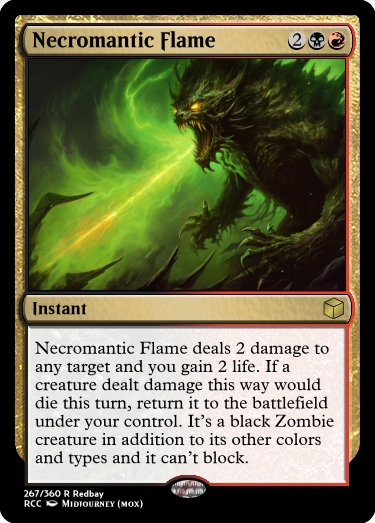 Necromantic Flame 2
Instant
Necromantic Flame deals 2 damage to
any target and you gain 2 life. If a
creature dealt damage this way would
die this turn, return it to the battlefield
under your control. It's a black Zombie
creature in addition to its other colors
and types and it can't block.
267/360 R Redbay
RCC Midjourney (mox)